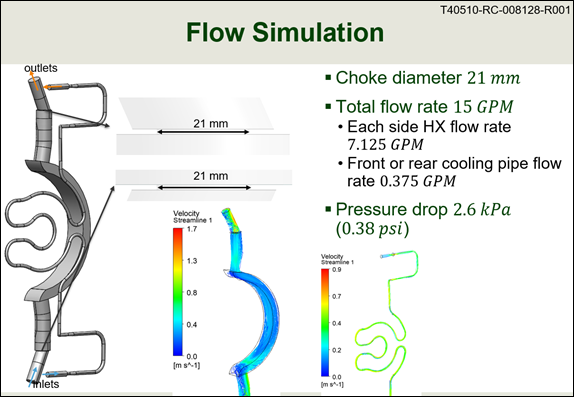 T40510-RC-008128-R001
Flow Simulation
outlets
21 mm
21 mm
inlets
▪ Choke diameter 21 mm
▪ Total flow rate 15 GPM
• Each side HX flow rate
7.125 GPM
• Front or rear cooling pipe flow
rate 0.375 GPM
▪ Pressure drop 2.6 kPa
(0.38 psi)
Velocity
Streamline 1
1.7
1.3
0.8
0.4
0.0
[m s^-1]
Velocity
Streamline 1
0.9
0.6
0.4
0.2
0.0
[m s^-1]